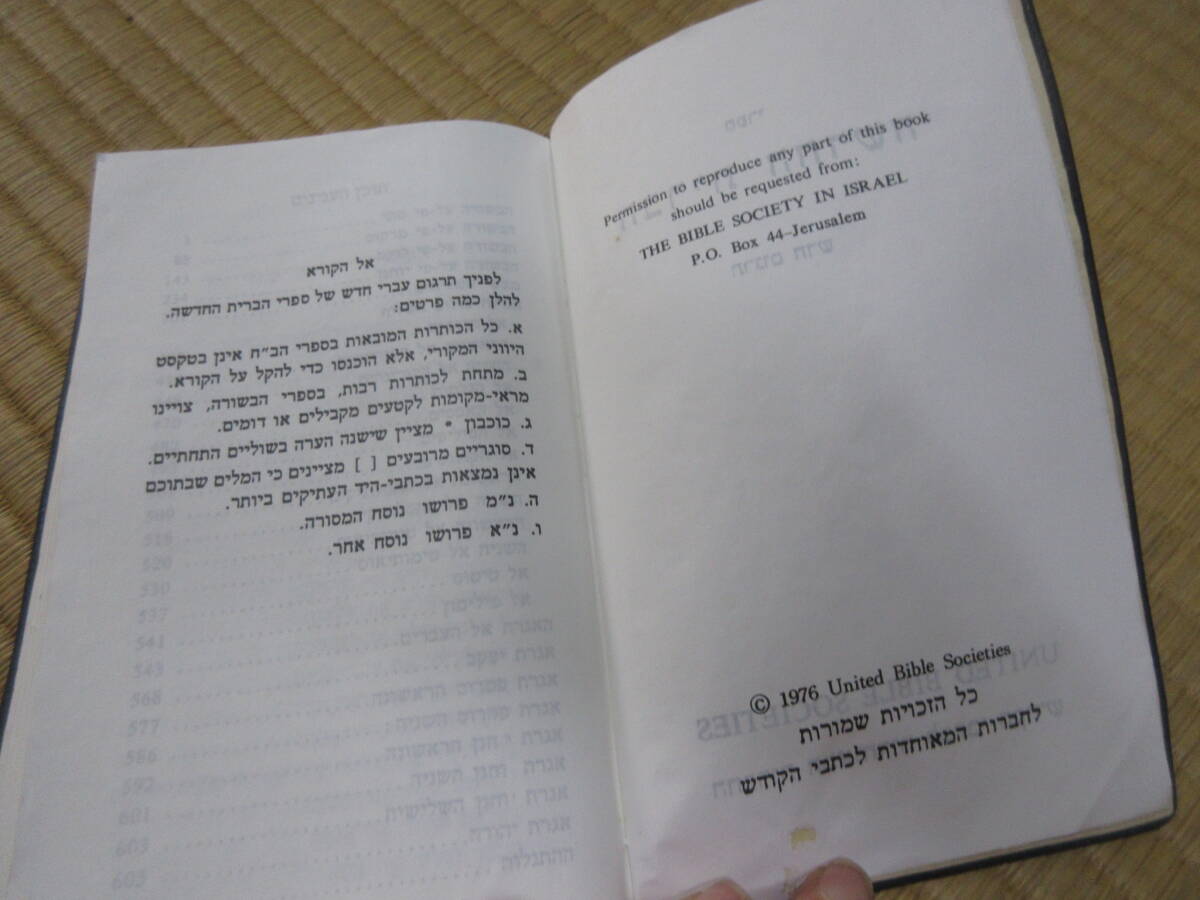 Permission to reproduce any part of this book
should be requested from:
THE BIBLE SOCIETY IN ISRAEL
P.O. Box 44–Jerusalem
© 1976 United Bible Societies
כל הזכויות שמורות
לחברות המאוחדות לכתבי הקודש
אל הקורא
לפניך תרגום עברי חדש של ספרי הברית החדשה.
להלן כמה פרטים:
א. כל הכותרות המובאות בספרי הב״ח אינן בטקסט
היווני המקורי, אלא הוכנסו כדי להקל על הקורא.
ב. מתחת לכותרות רבות, בספרי הבשורה, צויינו
מראי-מקומות לקטעים מקבילים או דומים.
ג. כוכבון * מציין שישנה הערה בשוליים התחתיים.
ד. סוגריים מרובעים [ ] מציינים כי המלים שבתוכם
אינן נמצאות בכתבי-היד העתיקים ביותר.
ה. נ״מ פרושו נוסח המסורה.
ו. נ״א פרושו נוסח אחר.